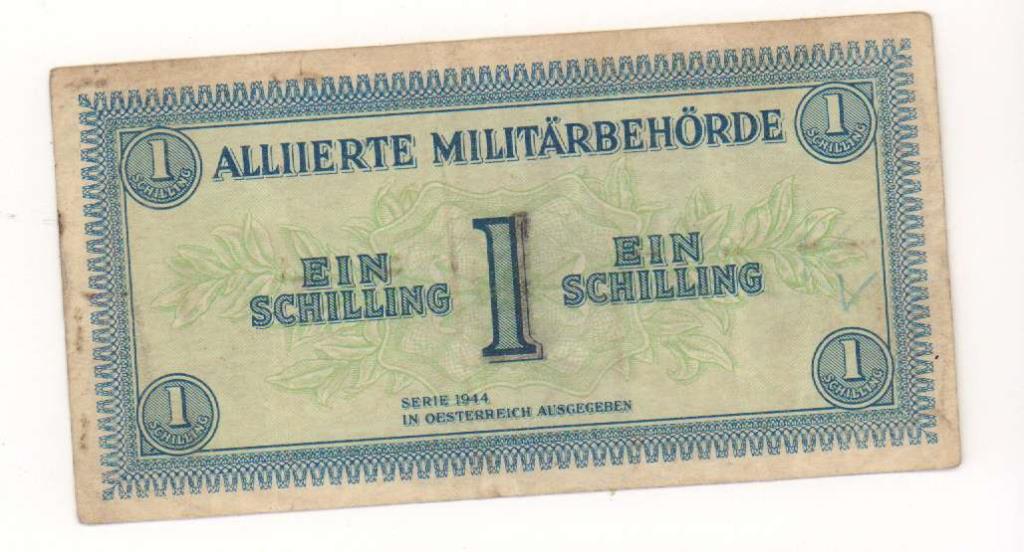 1
SCHILLING
ALLIIERTE MILITÄRBEHÖRDE
1
SCHILLING
EIN
SCHILLING
1
EIN
SCHILLING
1
SCHILLING
SERIE 1944
IN OESTERREICH AUSGEGEBEN
1
SCHILLING